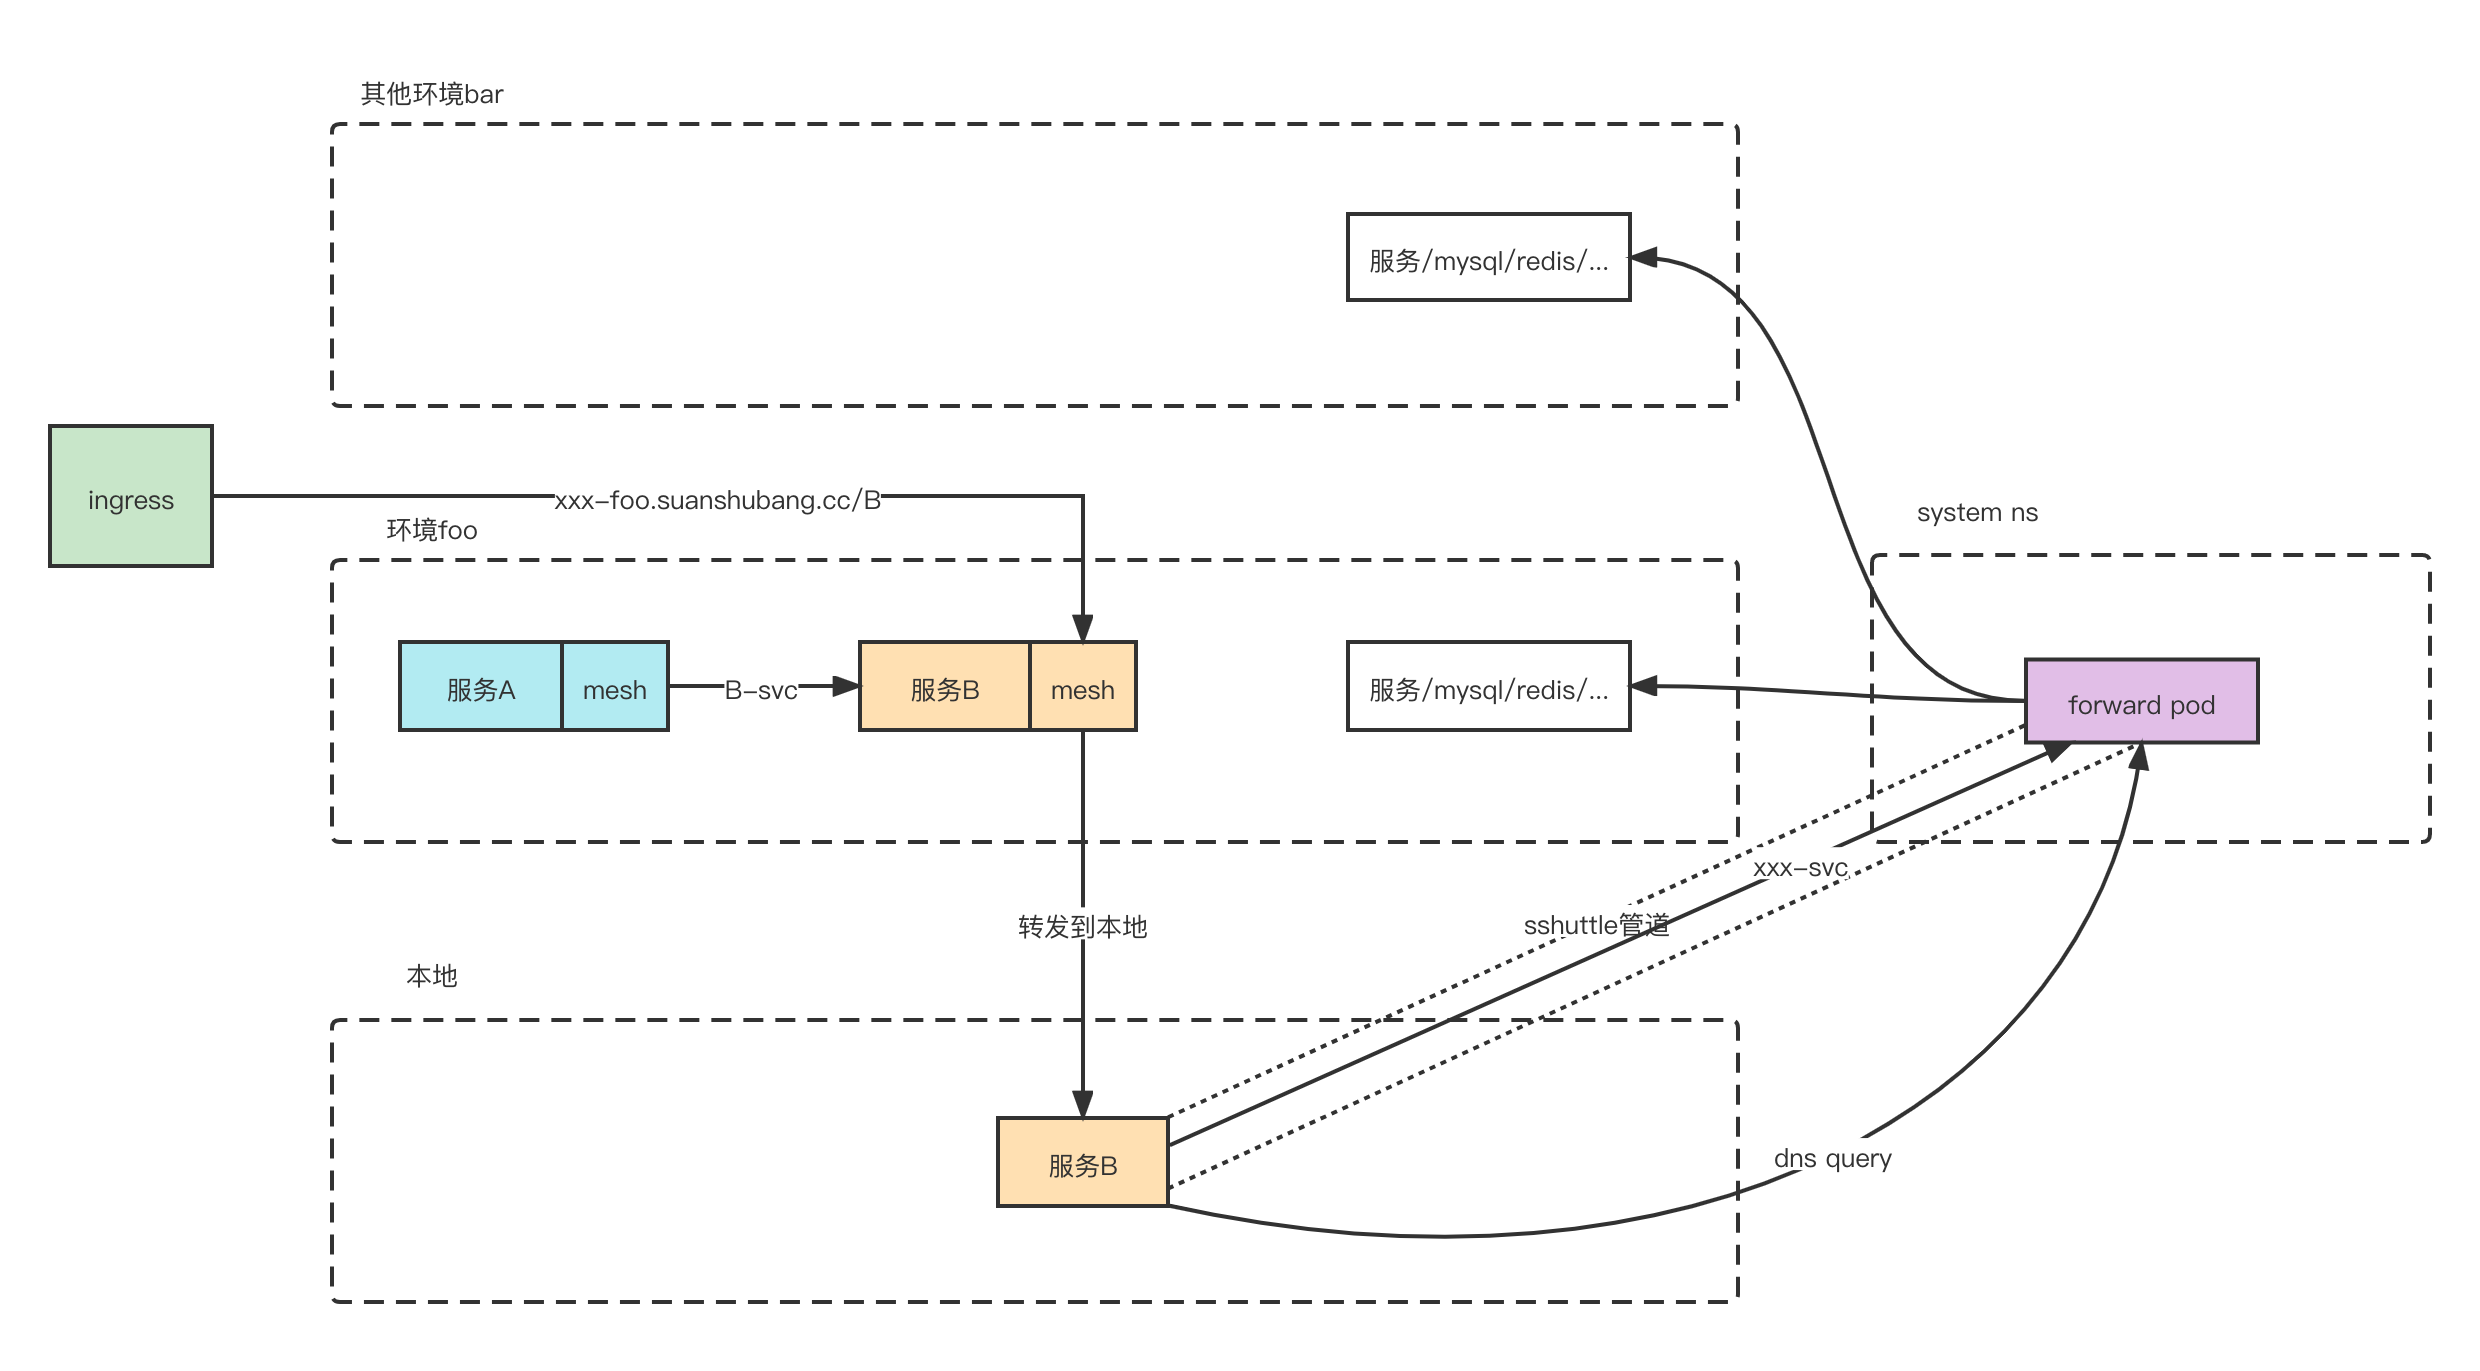 其他环境bar
服务/mysql/redis/...
ingress
xxx-foo.suanshubang.cc/B
环境foo
system ns
服务A
mesh
B-svc
服务B
mesh
服务/mysql/redis/...
forward pod
xxx-svc
转发到本地
sshuttle管道
本地
服务B
dns query